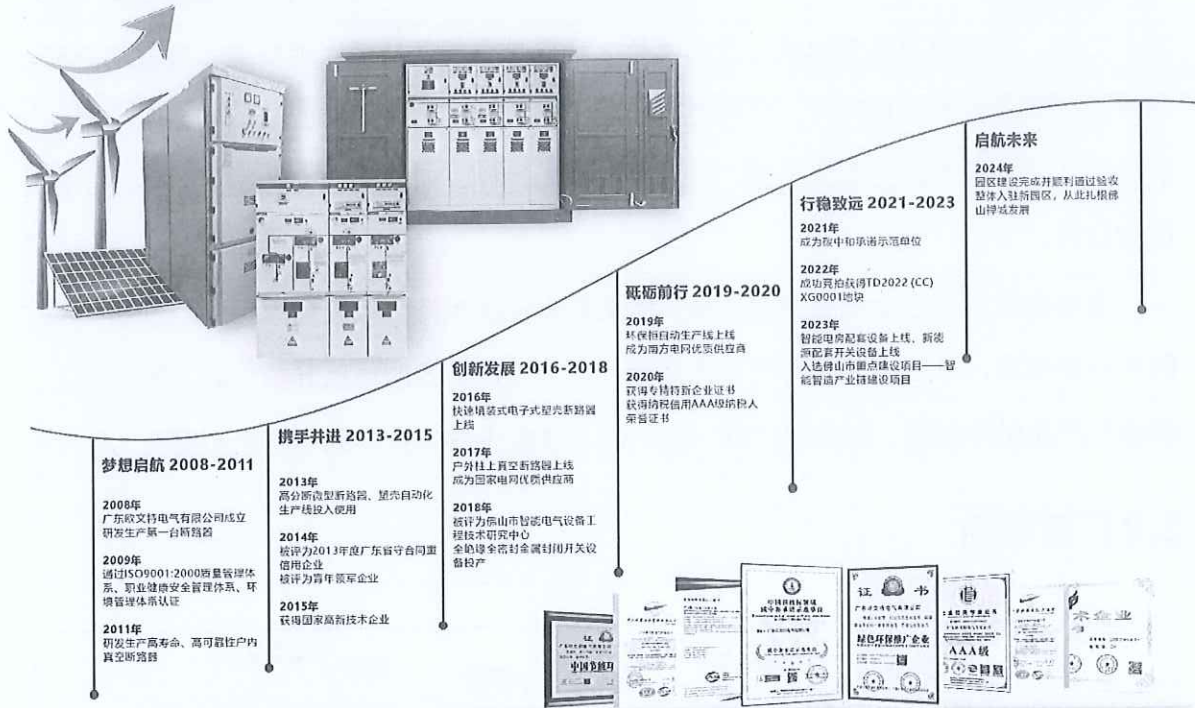 梦想启航 2008-2011
2008年
广东欧文特电气有限公司成立
研发生产第一台断路器
2009年
通过ISO9001:2000质量管理体
系、职业健康安全管理体系、环
境管理体系认证
2011年
研发生产高寿命、高可靠性户内
真空断路器
携手并进 2013-2015
2013年
高分断微型断路器、塑壳自动化
生产线投入使用
2014年
被评为2013年度广东省守合同重
信用企业
被评为青年领军企业
2015年
获得国家高新技术企业
创新发展 2016-2018
2016年
快速填装式电子式塑壳断路器
上线
2017年
户外柱上真空断路器上线
成为国家电网优质供应商
2018年
被评为佛山市智能电气设备工
程技术研究中心
全绝缘全密封金属封闭开关设
备投产
砥砺前行 2019-2020
2019年
环保柜自动生产线上线
成为南方电网优质供应商
2020年
获得专精特新企业证书
获得纳税信用AAA级纳税人
荣誉证书
行稳致远 2021-2023
2021年
成为碳中和承诺示范单位
2022年
成功竞拍获得TD2022 (CC)
XG0001地块
2023年
智能电房配套设备上线、新能
源配套开关设备上线
入选佛山市重点建设项目——智
能智造产业链建设项目
启航未来
2024年
园区建设完成并顺利通过验收
整体入驻新园区，从此扎根佛
山禅城发展
证书
绿色环保推广企业
AAA级
术企业